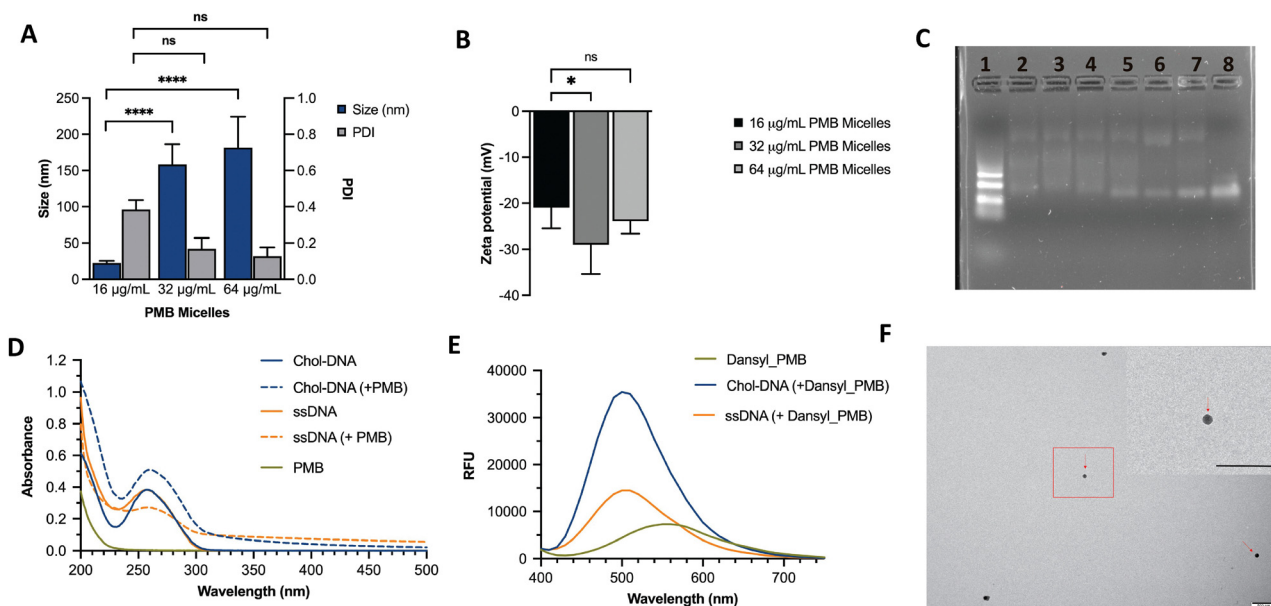 A
ns
ns
****
****
250
200
150
100
50
0
Size (nm)
1.0
0.8
0.6
0.4
0.2
0.0
PDI
Size (nm)
PDI
16 µg/mL 32 µg/mL 64 µg/mL
PMB Micelles
B
ns
*
0
-10
-20
-30
-40
Zeta potential (mV)
16 µg/mL PMB Micelles
32 µg/mL PMB Micelles
64 µg/mL PMB Micelles
C
1 2 3 4 5 6 7 8
D
1.2
1.0
0.8
0.6
0.4
0.2
0.0
Absorbance
200 250 300 350 400 450 500
Wavelength (nm)
Chol-DNA
Chol-DNA (+PMB)
ssDNA
ssDNA (+ PMB)
PMB
E
40000
30000
20000
10000
0
RFU
400 500 600 700
Wavelength (nm)
Dansyl_PMB
Chol-DNA (+Dansyl_PMB)
ssDNA (+ Dansyl_PMB)
F